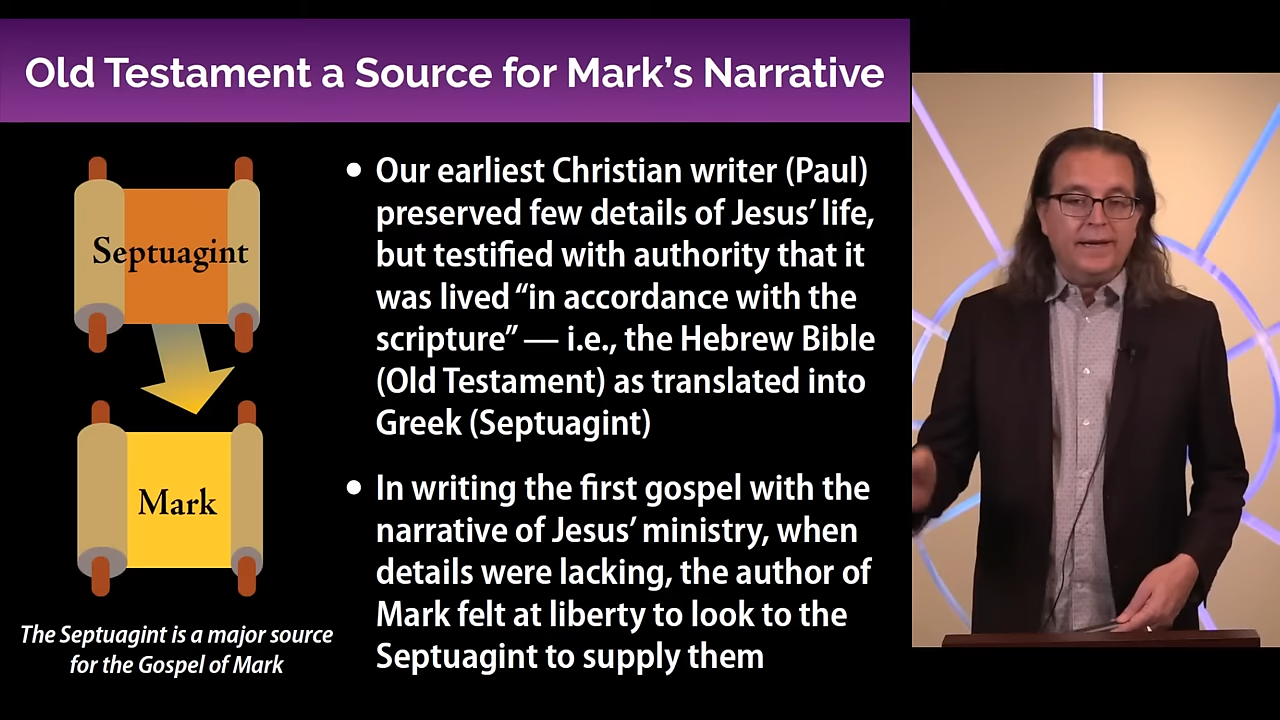 Old Testament a Source for Mark's Narrative
Septuagint
Mark
The Septuagint is a major source
for the Gospel of Mark
• Our earliest Christian writer (Paul)
preserved few details of Jesus' life,
but testified with authority that it
was lived “in accordance with the
scripture” — i.e., the Hebrew Bible
(Old Testament) as translated into
Greek (Septuagint)
• In writing the first gospel with the
narrative of Jesus' ministry, when
details were lacking, the author of
Mark felt at liberty to look to the
Septuagint to supply them